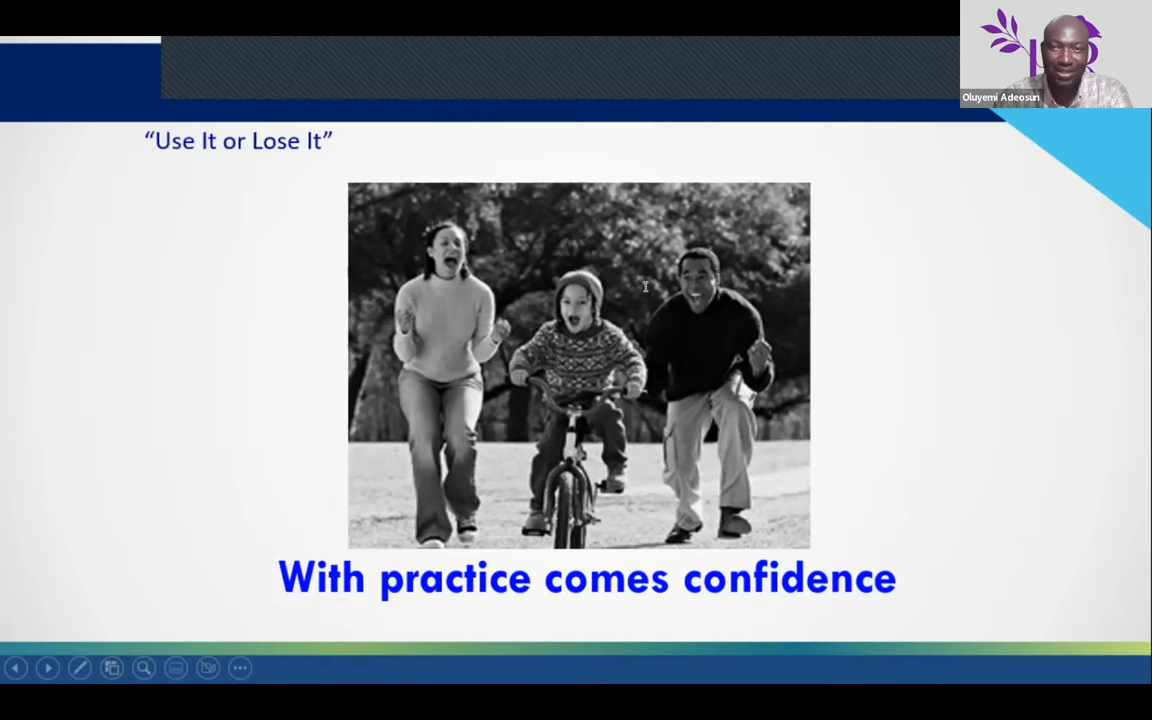 Oluyemi Adeosun
“Use It or Lose It”
With practice comes confidence